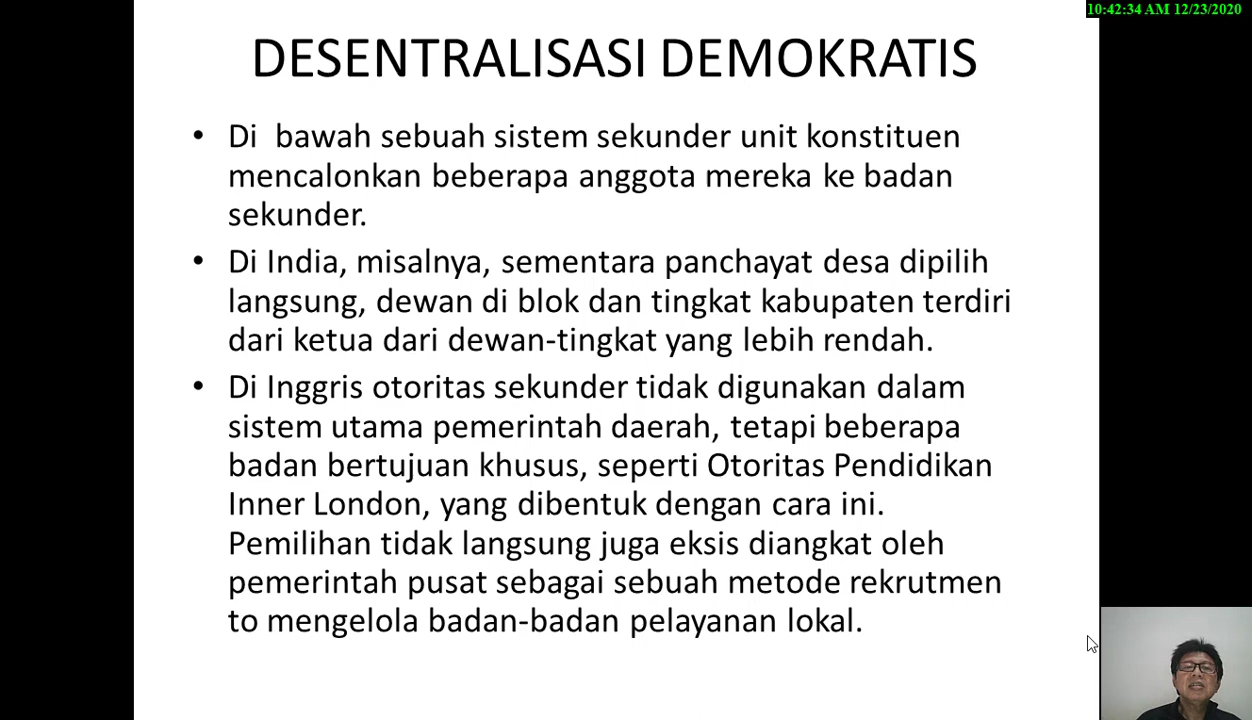 10:42:34 AM 12/23/2020
DESENTRALISASI DEMOKRATIS
• Di bawah sebuah sistem sekunder unit konstituen
mencalonkan beberapa anggota mereka ke badan
sekunder.
• Di India, misalnya, sementara panchayat desa dipilih
langsung, dewan di blok dan tingkat kabupaten terdiri
dari ketua dari dewan-tingkat yang lebih rendah.
• Di Inggris otoritas sekunder tidak digunakan dalam
sistem utama pemerintah daerah, tetapi beberapa
badan bertujuan khusus, seperti Otoritas Pendidikan
Inner London, yang dibentuk dengan cara ini.
Pemilihan tidak langsung juga eksis diangkat oleh
pemerintah pusat sebagai sebuah metode rekrutmen
to mengelola badan-badan pelayanan lokal.